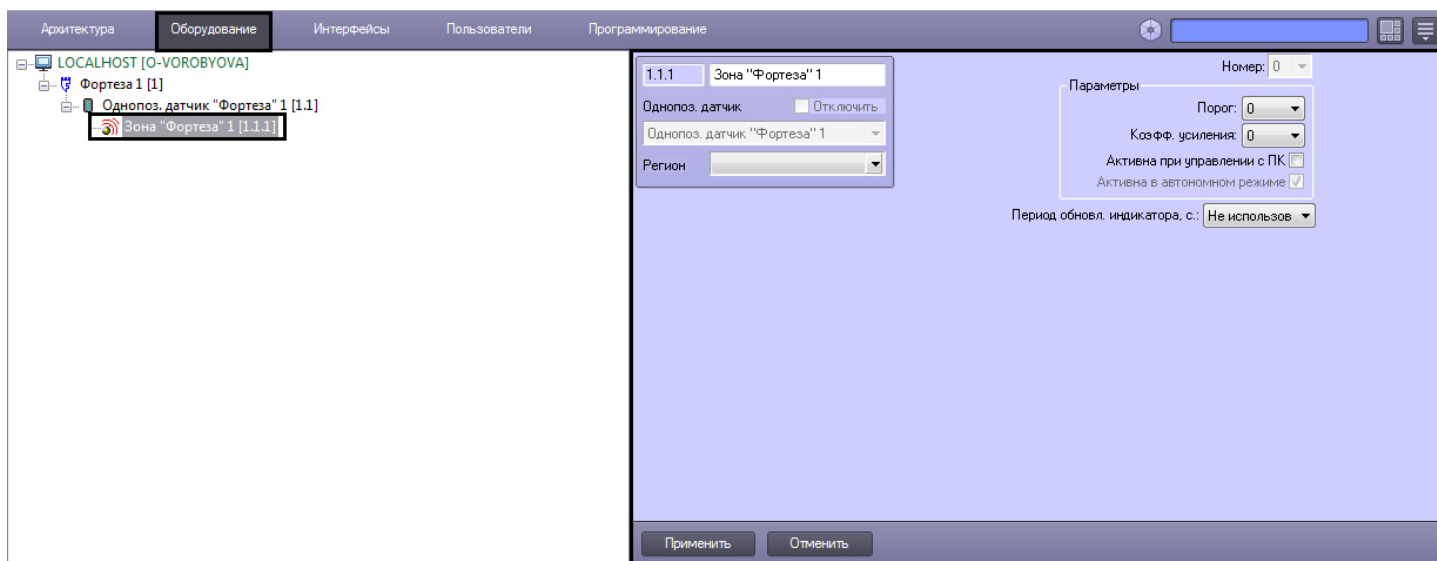 Архитектура Оборудование Интерфейсы Пользователи Программирование
LOCALHOST [O-VOROBYOVA]
Фортеза 1 [1]
Однопоз. датчик "Фортеза" 1 [1.1]
Зона "Фортеза" 1 [1.1.1]
1.1.1 Зона "Фортеза" 1
Однопоз. датчик Отключить
Однопоз. датчик "Фортеза" 1
Регион
Номер: 0
Параметры
Порог: 0
Коэфф. усиления: 0
Активна при управлении с ПК
Активна в автономном режиме
Период обновл. индикатора, с.: Не использов
Применить Отменить